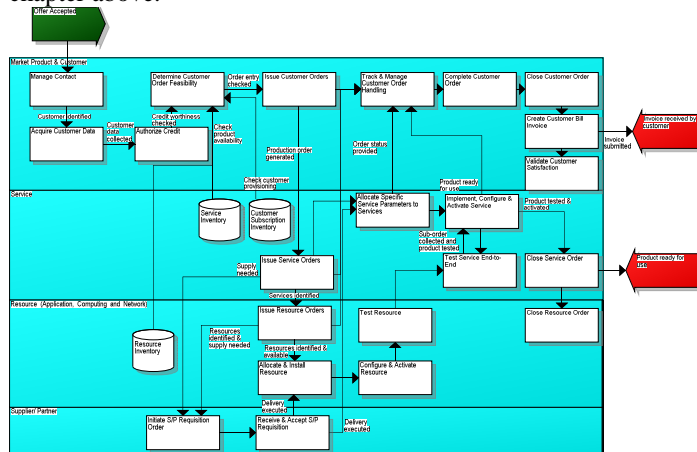 chapter above.
Offer Accepted
Market Product & Customer
Manage Contact
Determine Customer
Order Feasibility
Order entry
checked
Issue Customer Orders
Track & Manage
Customer Order
Handling
Complete Customer
Order
Close Customer Order
Customer identified
Credit worthiness
checked
Acquire Customer Data
Customer
data
collected
Authorize Credit
Check
product
availability
Production order
generated
Order status
provided
Create Customer Bill
Invoice
Invoice received by
customer
Invoice
submitted
Validate Customer
Satisfaction
Product ready
for use
Check customer
provisioning
Service
Service
Inventory
Customer
Subscription
Inventory
Allocate Specific
Service Parameters to
Services
Implement, Configure &
Activate Service
Product tested &
activated
Sub-order
collected and
product tested
Supply
needed
Issue Service Orders
Test Service End-to-
End
Close Service Order
Product ready for
use
Services identified
Resource (Application, Computing and Network)
Issue Resource Orders
Test Resource
Close Resource Order
Resource
Inventory
Resources
identified &
supply needed
Resources identified &
available
Allocate & Install
Resource
Configure & Activate
Resource
Delivery
executed
Supplier/ Partner
Initiate S/P Requisition
Order
Receive & Accept S/P
Requisition
Delivery
executed